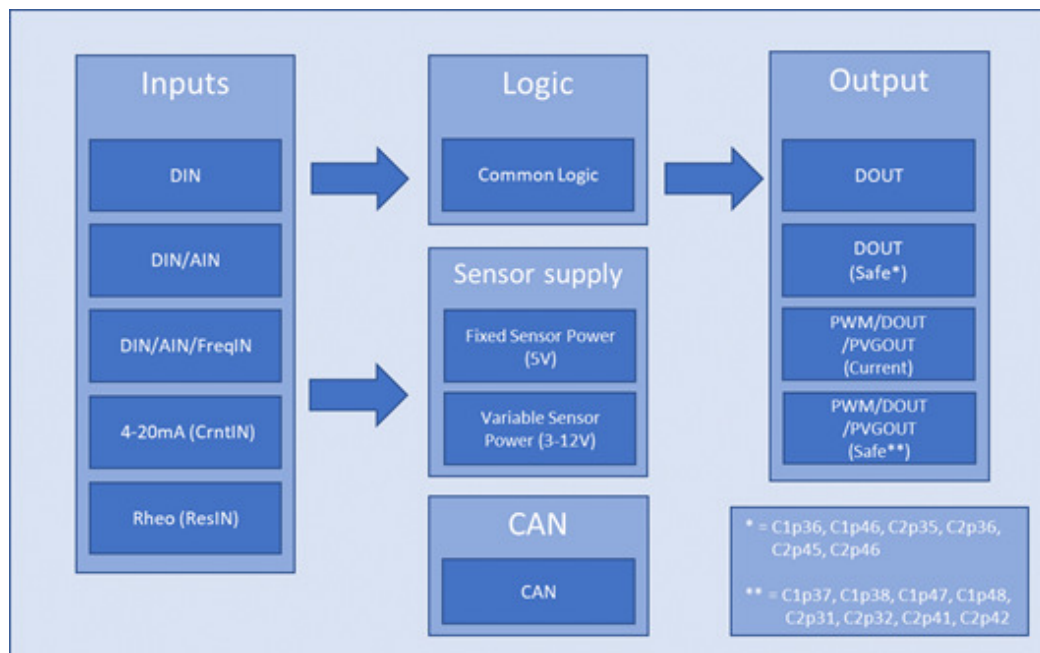 Inputs
DIN
DIN/AIN
DIN/AIN/FreqIN
4-20mA (CrntIN)
Rheo (ResIN)
Logic
Common Logic
Sensor supply
Fixed Sensor Power
(5V)
Variable Sensor
Power (3-12V)
CAN
CAN
Output
DOUT
DOUT
(Safe*)
PWM/DOUT
/PVGOUT
(Current)
PWM/DOUT
/PVGOUT
(Safe**)
* = C1p36, C1p46, C2p35, C2p36,
C2p45, C2p46
** = C1p37, C1p38, C1p47, C1p48,
C2p31, C2p32, C2p41, C2p42